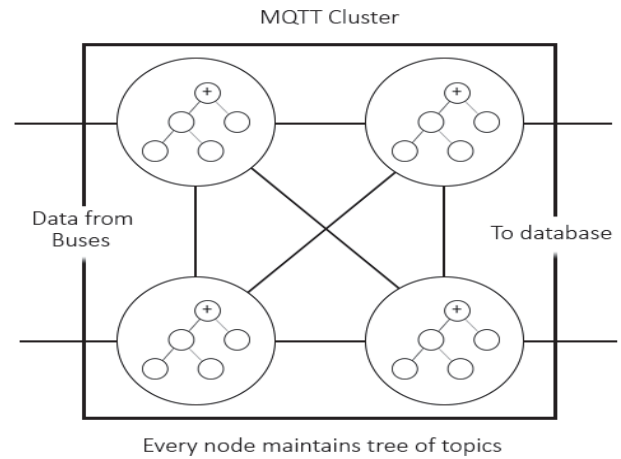 MQTT Cluster
+
+
Data from
Buses
To database
+
+
Every node maintains tree of topics